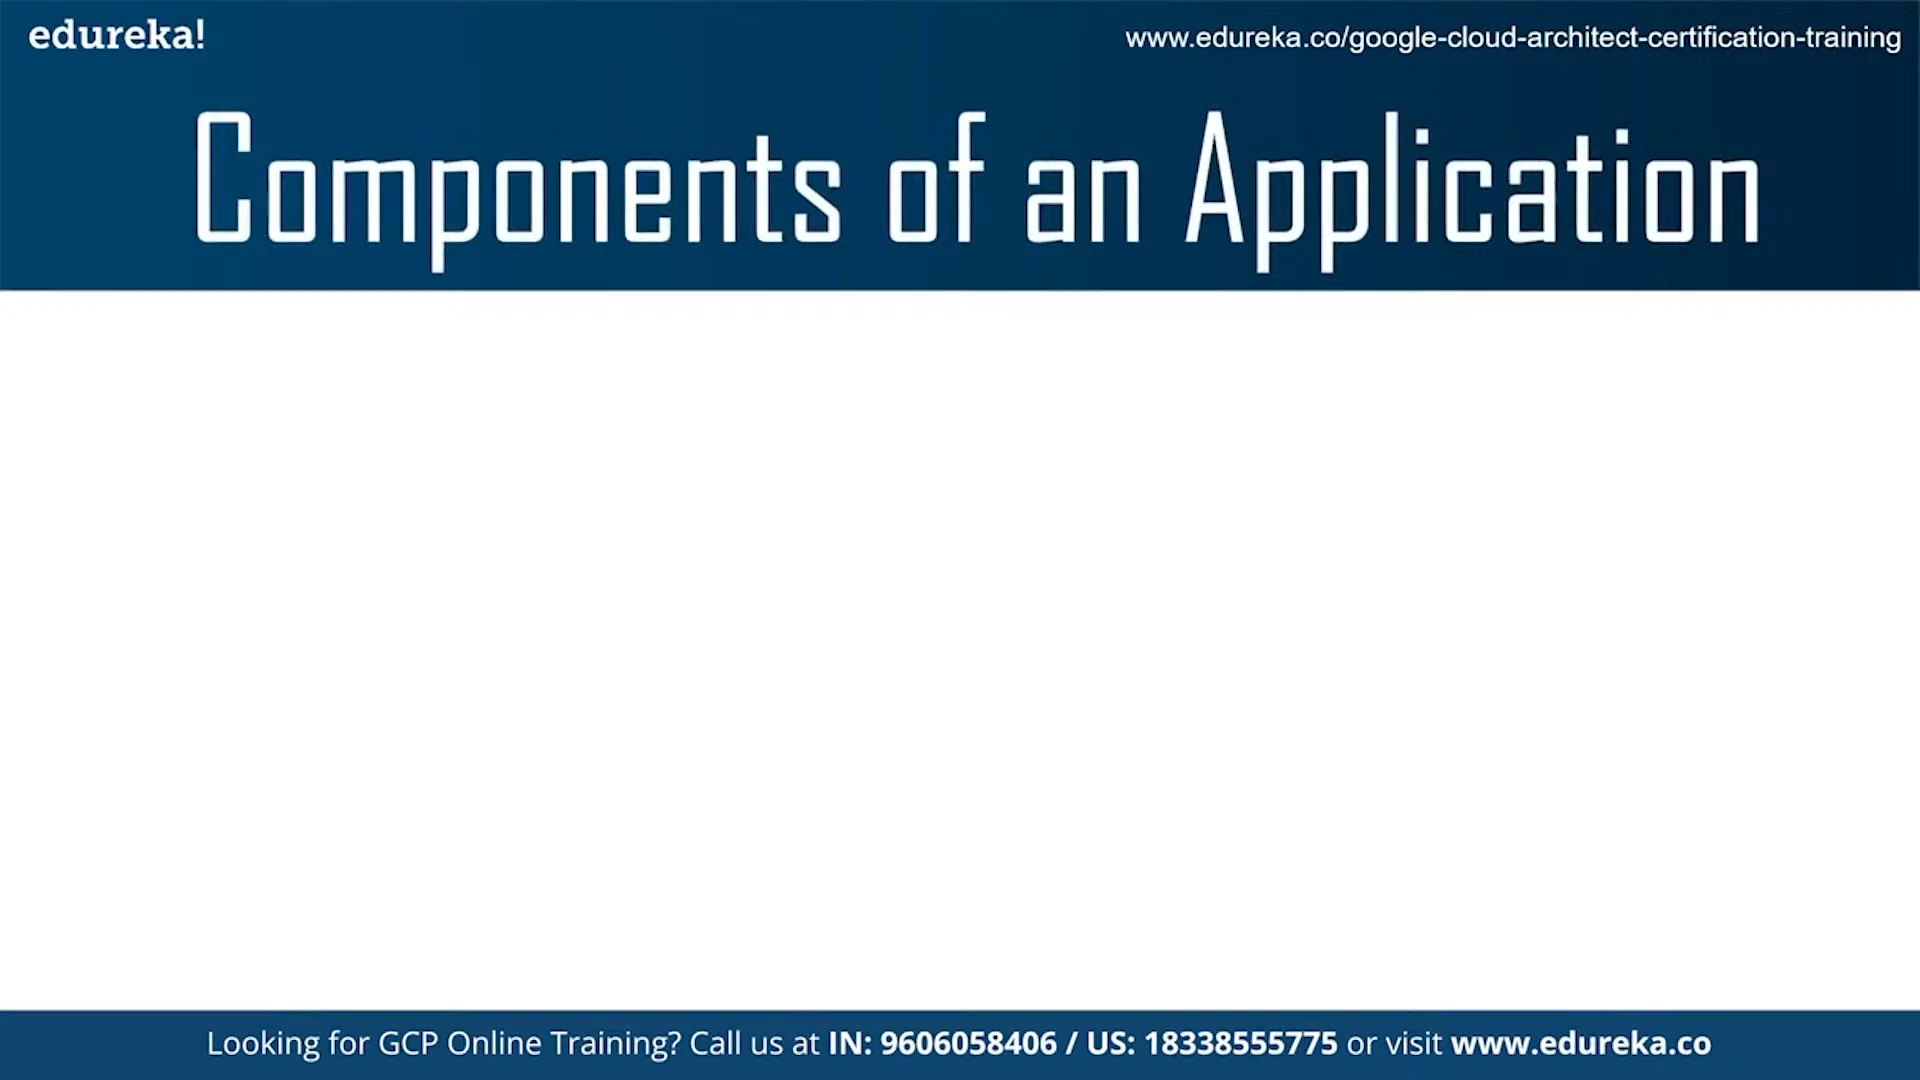 edureka!
www.edureka.co/google-cloud-architect-certification-training
Components of an Application
Looking for GCP Online Training? Call us at IN: 9606058406 / US: 18338555775 or visit www.edureka.co